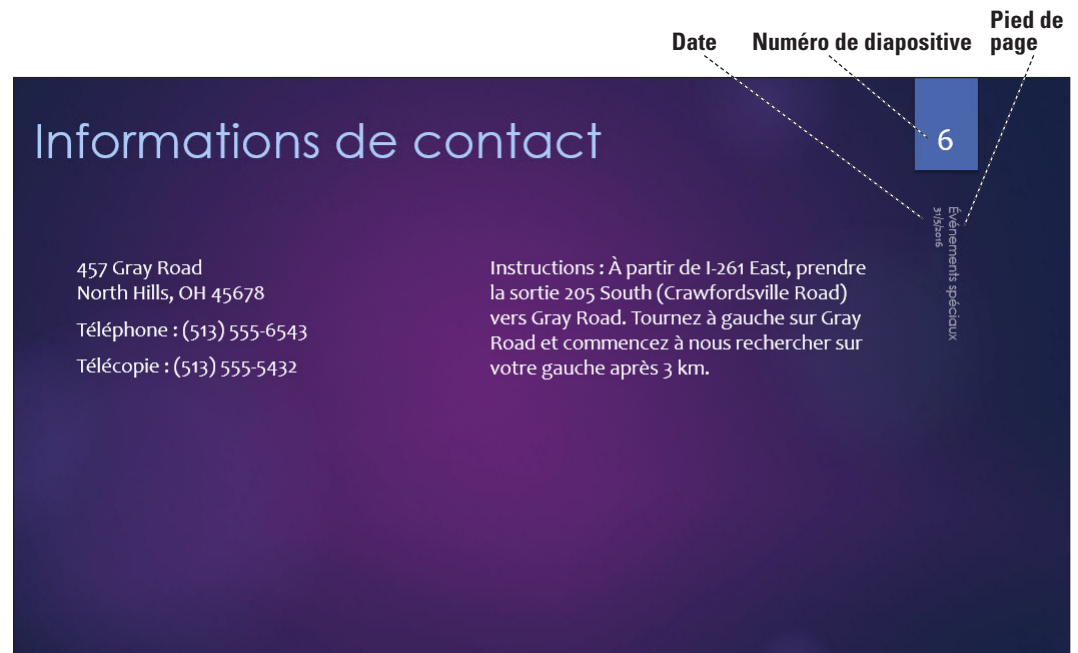 Date
Numéro de diapositive
Pied de
page
Informations de contact
6
Événements spéciaux
31/5/2016
457 Gray Road
North Hills, OH 45678
Téléphone : (513) 555-6543
Télécopie : (513) 555-5432
Instructions : À partir de I-261 East, prendre
la sortie 205 South (Crawfordsville Road)
vers Gray Road. Tournez à gauche sur Gray
Road et commencez à nous rechercher sur
votre gauche après 3 km.